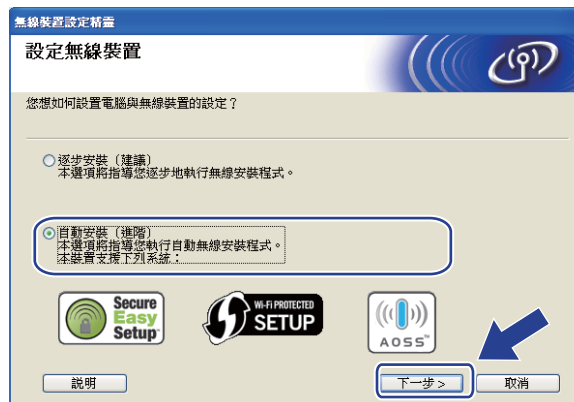 無線裝置設定精靈
設定無線裝置
您想如何設置電腦與無線裝置的設定？
逐步安裝（建議）
本選項將指導您逐步地執行無線安裝程式。
自動安裝（進階）
本選項將指導您執行自動無線安裝程式。
本裝置支援下列系統：
Secure
Easy
Setup™
Wi-Fi PROTECTED
SETUP
AOSS™
説明
下一步 >
取消